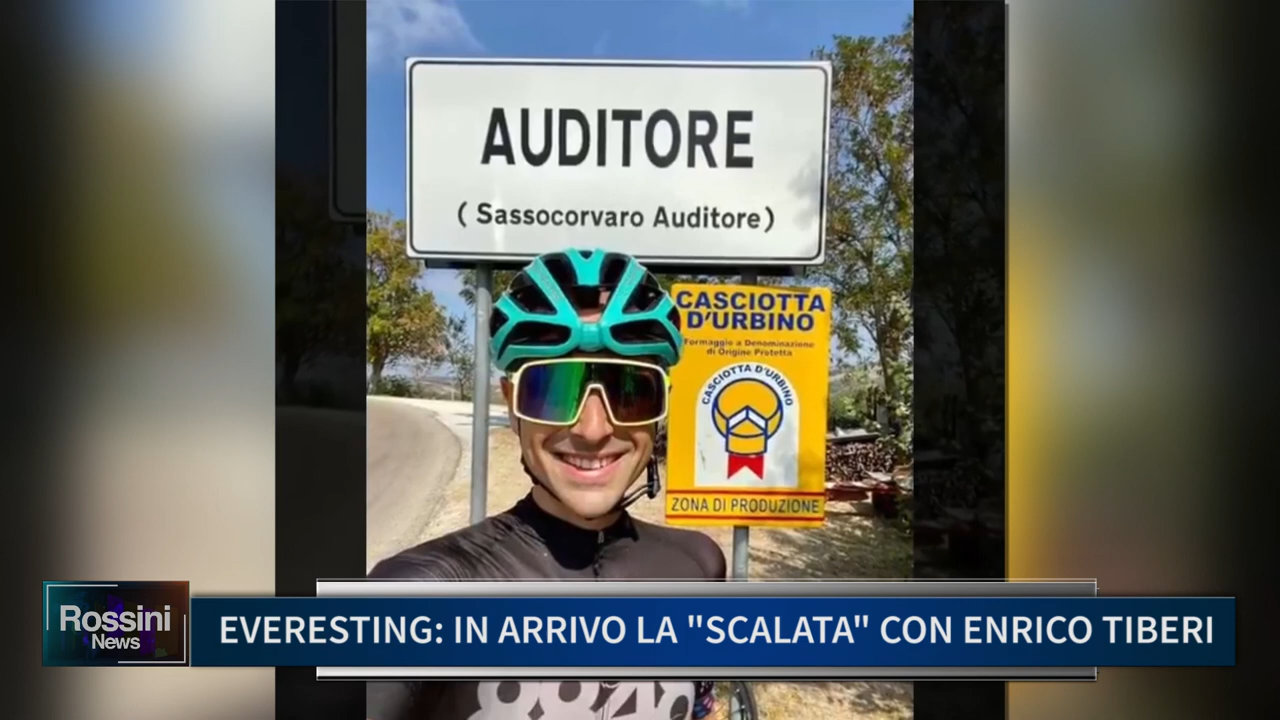 AUDITORE
( Sassocorvaro Auditore)
CASCIOTTA
D'URBINO
Formaggio a Denominazione
di Origine Protetta
CASCIOTTA D'URBINO
ZONA DI PRODUZIONE
Rossini
News
EVERESTING: IN ARRIVO LA "SCALATA" CON ENRICO TIBERI